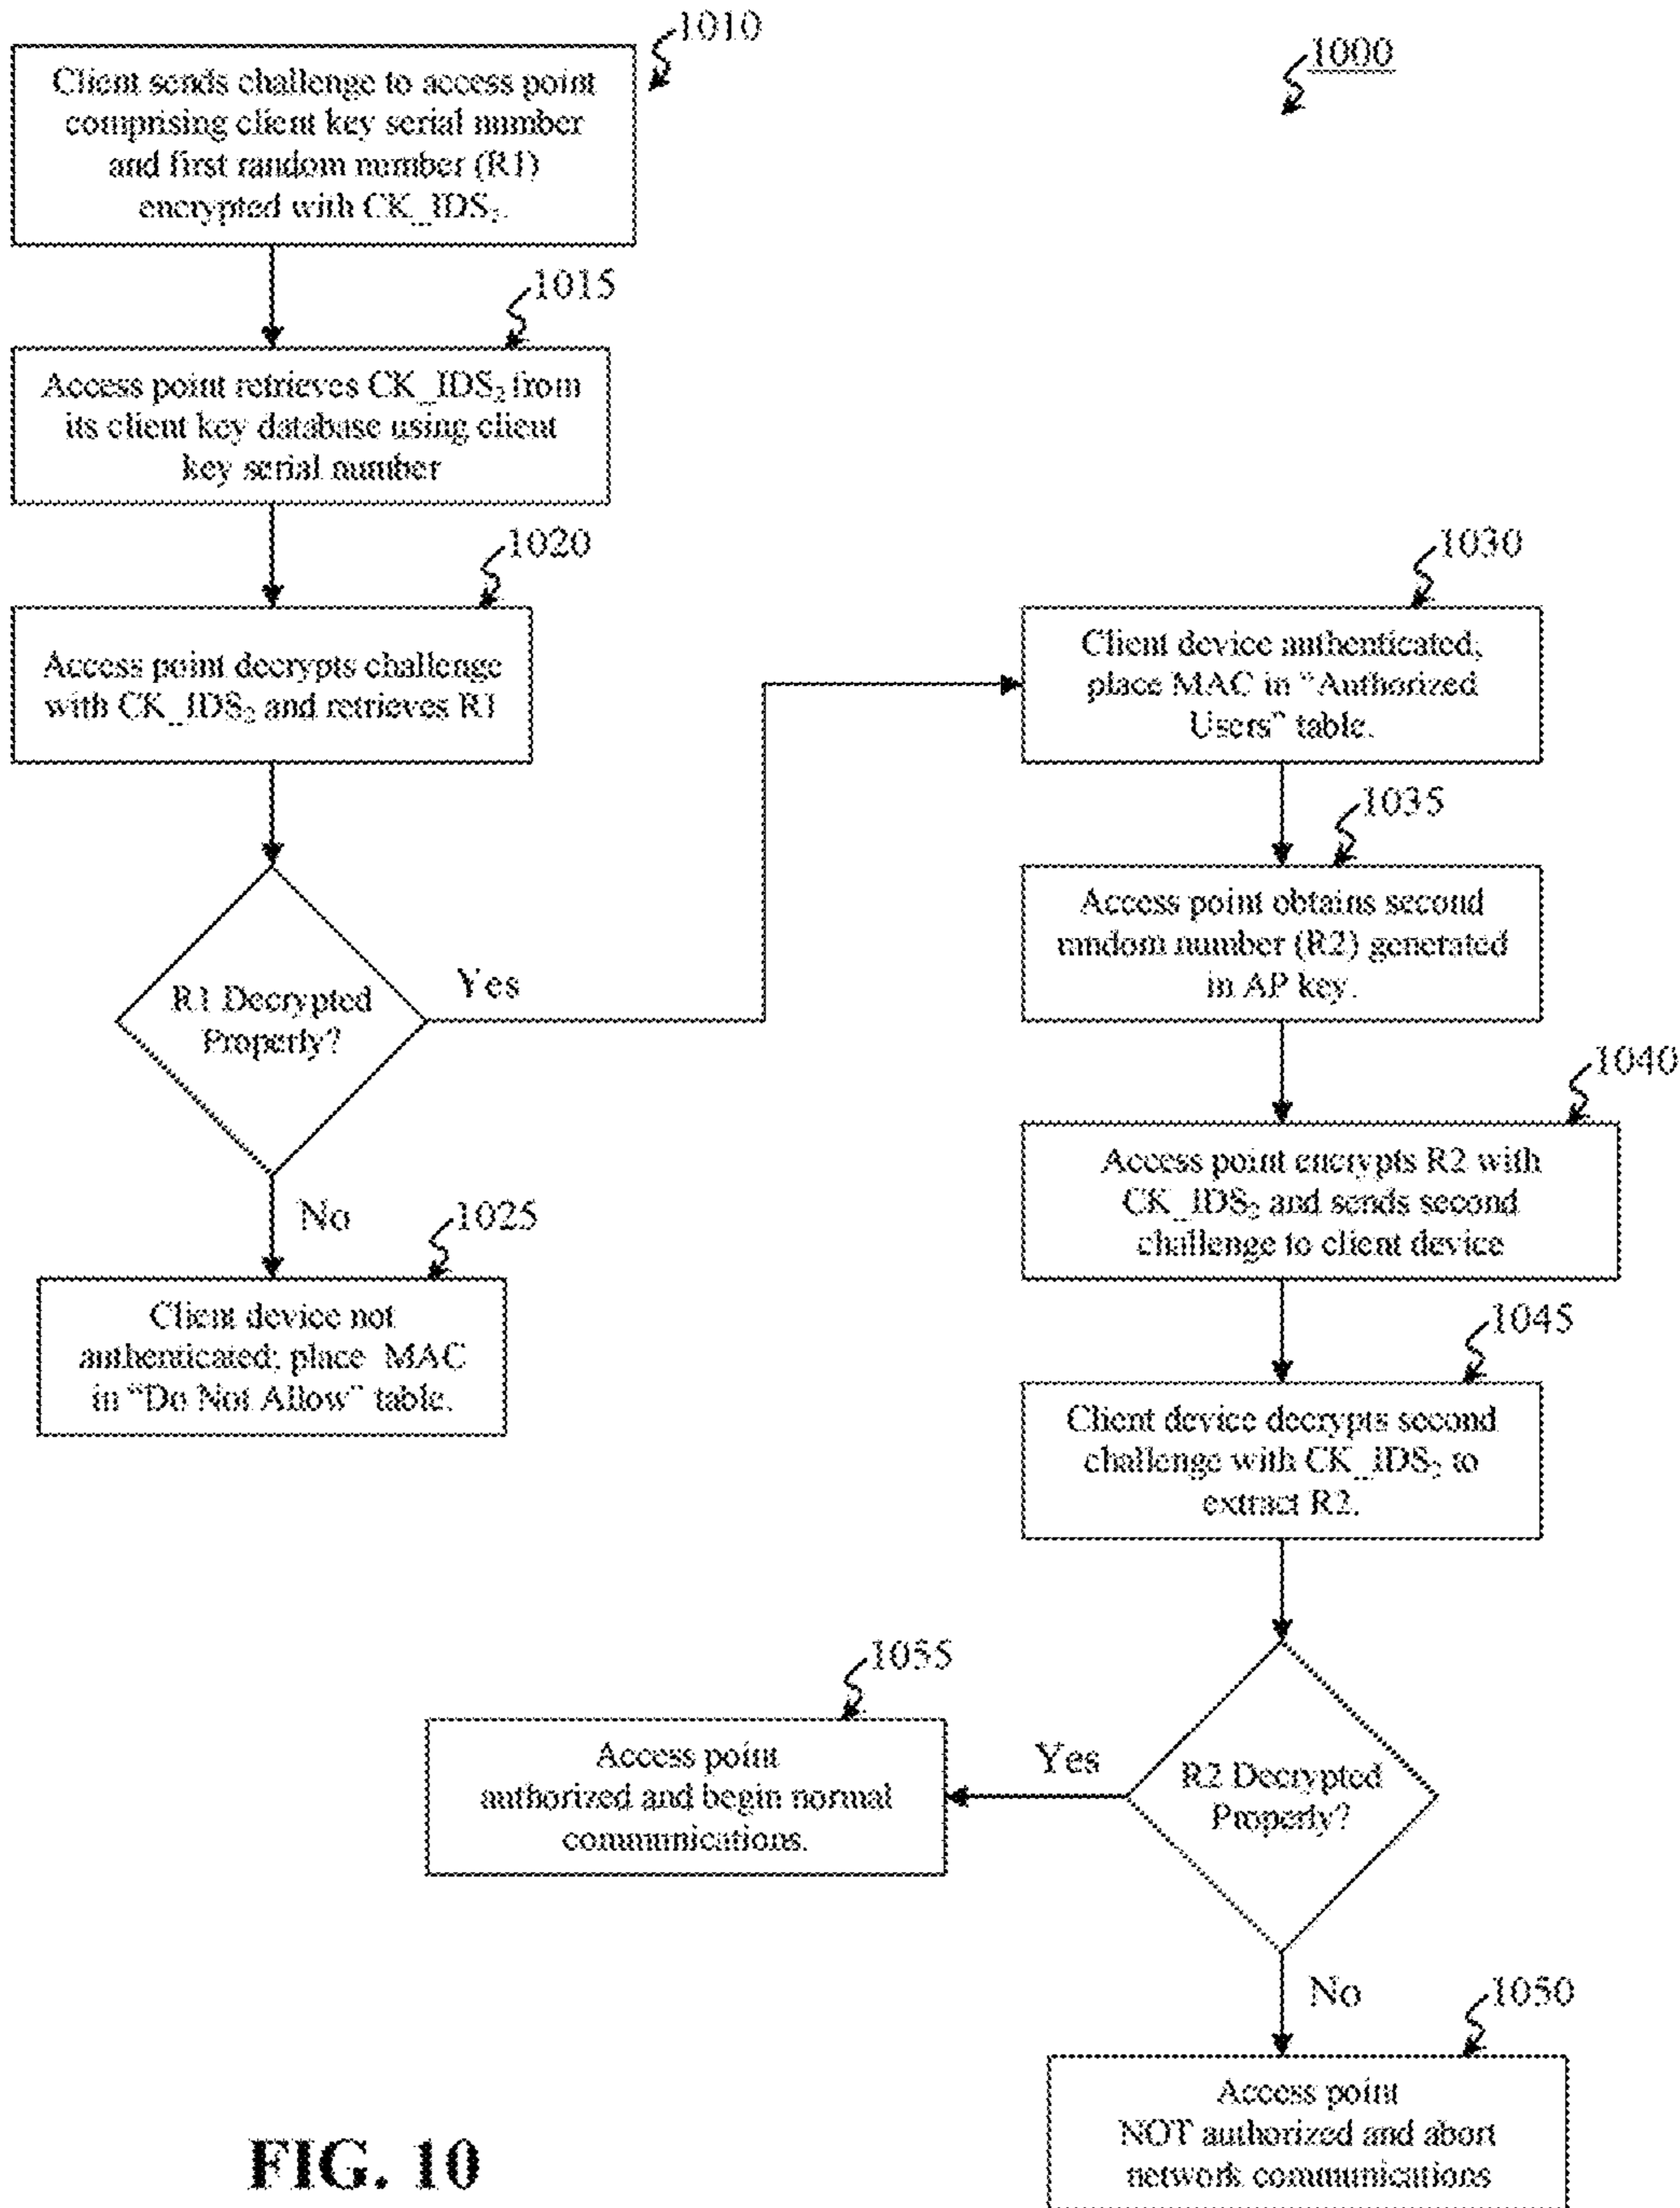 1010
1000
Client sends challenge to access point
comprising client key serial number
and first random number (R1)
encrypted with CK_IDS₂.
1015
Access point retrieves CK_IDS₂ from
its client key database using client
key serial number
1020
Access point decrypts challenge
with CK_IDS₂ and retrieves R1
R1 Decrypted
Properly?
Yes
No
1025
Client device not
authenticated; place MAC
in “Do Not Allow” table.
1030
Client device authenticated,
place MAC in “Authorized
Users” table.
1035
Access point obtains second
random number (R2) generated
in AP key.
1040
Access point encrypts R2 with
CK_IDS₂ and sends second
challenge to client device
1045
Client device decrypts second
challenge with CK_IDS₂ to
extract R2.
R2 Decrypted
Properly?
Yes
1055
Access point
authorized and begin normal
communications.
No
1050
Access point
NOT authorized and abort
network communications
FIG. 10